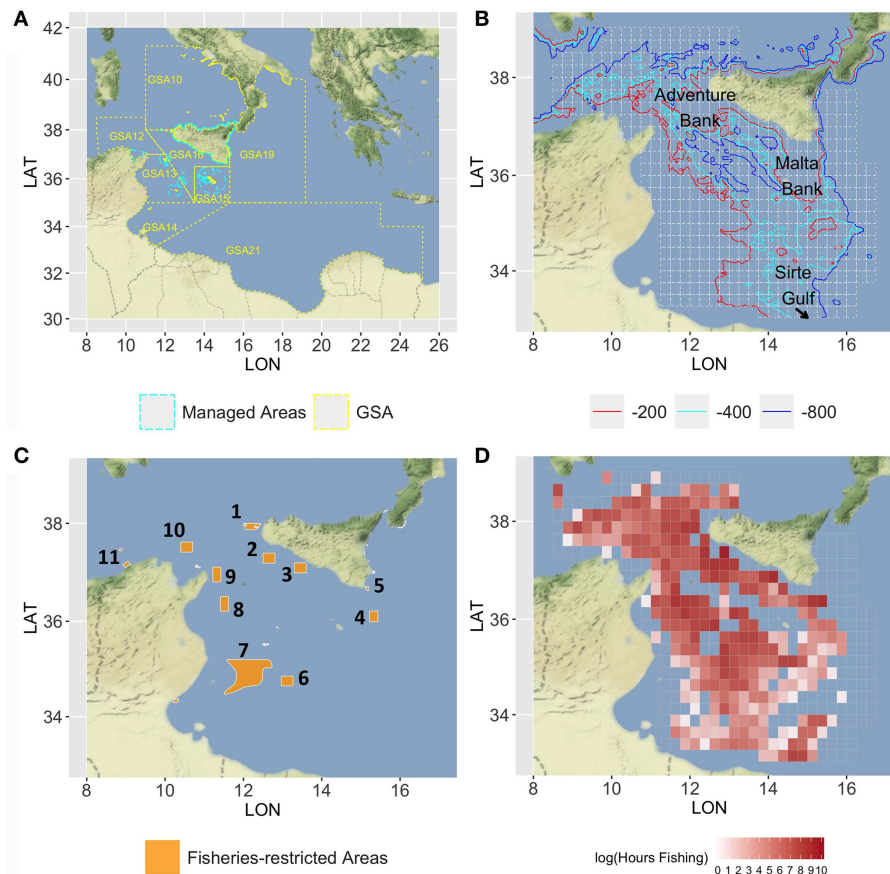 A
42
40
38
36
34
32
30
LAT
GSA10
GSA12
GSA16
GSA19
GSA13
GSA15
GSA14
GSA21
8 10 12 14 16 18 20 22 24 26
LON
Managed Areas GSA
B
38
36
34
LAT
Adventure
Bank
Malta
Bank
Sirte
Gulf
8 10 12 14 16
LON
-200 -400 -800
C
38
36
34
LAT
1
10
2
11
9
3
5
8
4
7
6
8 10 12 14 16
LON
Fisheries-restricted Areas
D
38
36
34
LAT
8 10 12 14 16
LON
log(Hours Fishing)
0 1 2 3 4 5 6 7 8 9 10